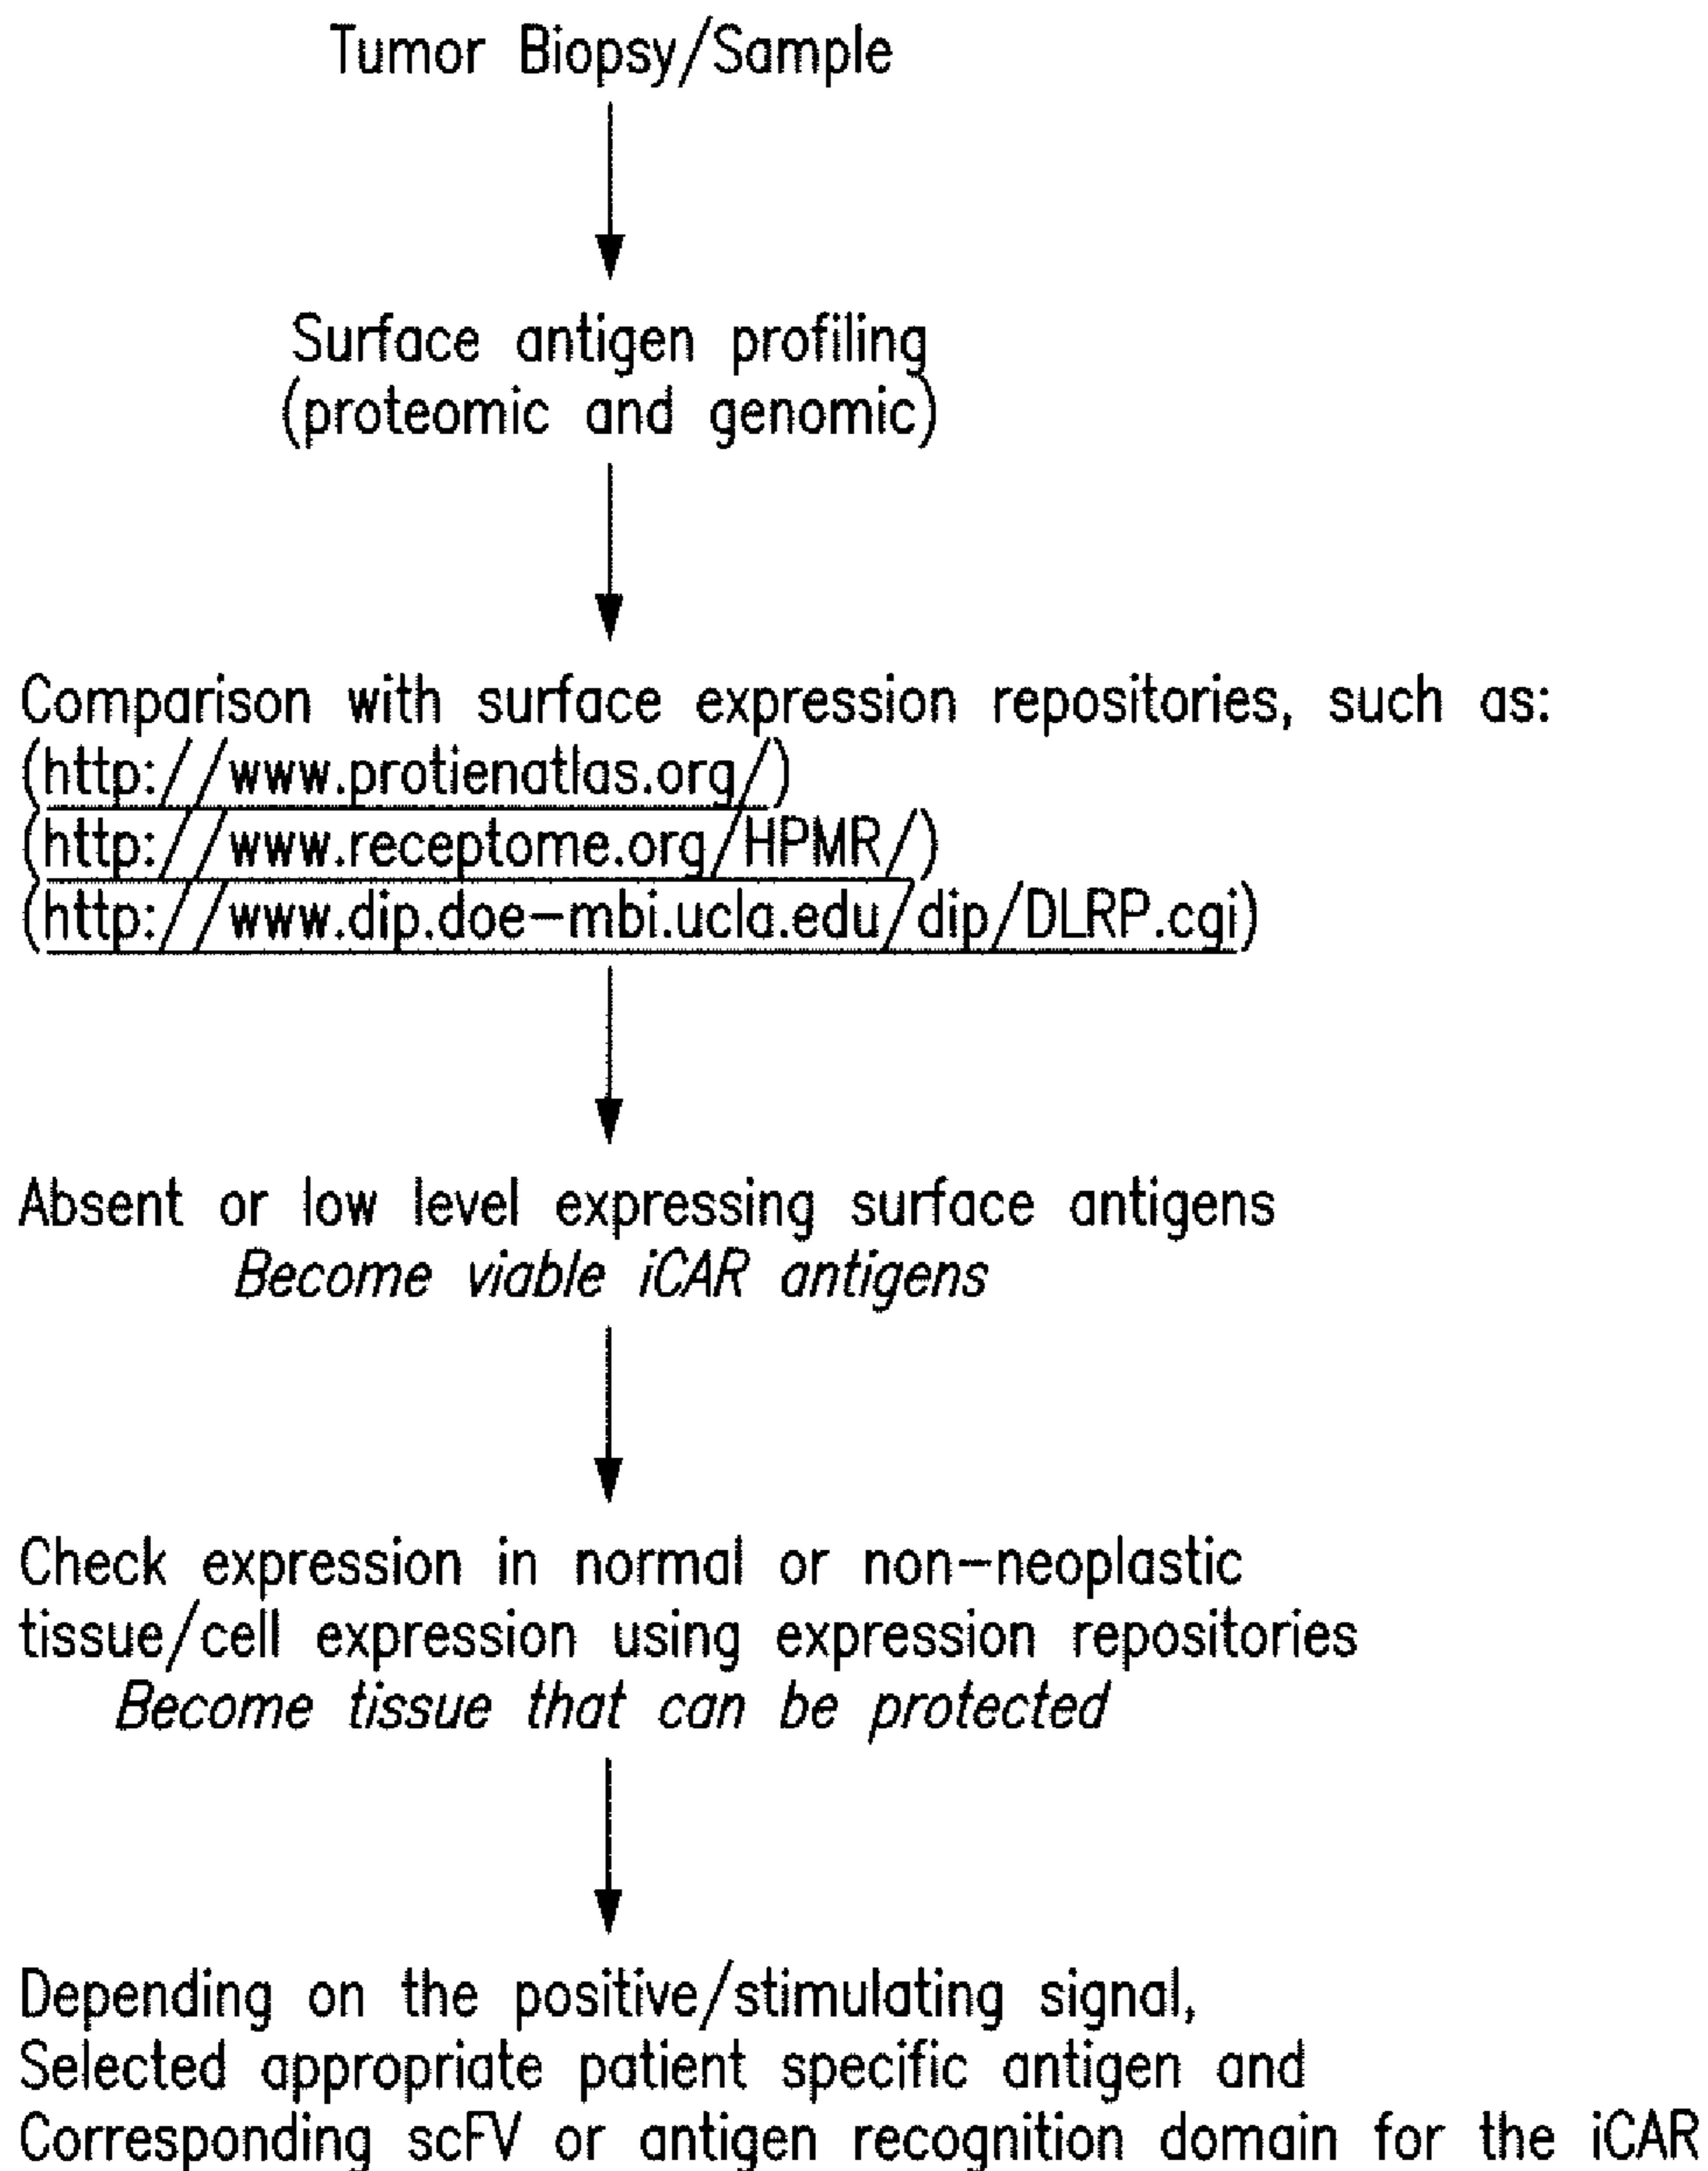 Tumor Biopsy/Sample
Surface antigen profiling
(proteomic and genomic)
Comparison with surface expression repositories, such as:
(http://www.protienatlas.org/)
(http://www.receptome.org/HPMR/)
(http://www.dip.doe-mbi.ucla.edu/dip/DLRP.cgi)
Absent or low level expressing surface antigens
Become viable iCAR antigens
Check expression in normal or non-neoplastic
tissue/cell expression using expression repositories
Become tissue that can be protected
Depending on the positive/stimulating signal,
Selected appropriate patient specific antigen and
Corresponding scFV or antigen recognition domain for the iCAR